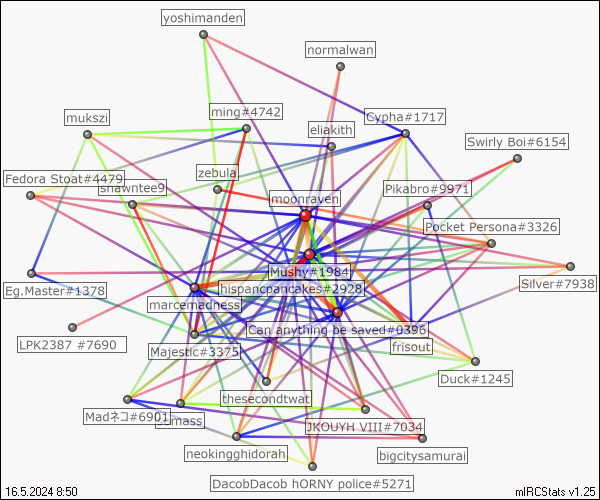 yoshimanden
normalwan
ming#4742
mukszi
Cypha#1717
eliakith
Swirly Boi#6154
zebula
Fedora Stoat#4479
shawntee9
Pikabro#9971
moonraven
Pocket Persona#3326
Mushy#1984
Silver#7938
Eg.Master#1378
hispancpancakes#2928
marcemadness
Can anything be saved#0396
LPK2387 #7690
frisout
Majestic#3375
Duck#1245
thesecondtwat
Madネコ#6901
JKOUYH VIII#7034
neokingghidorah
bigcitysamurai
DacobDacob hORNY police#5271
16.5.2024 8:50
mIRCStats v1.25